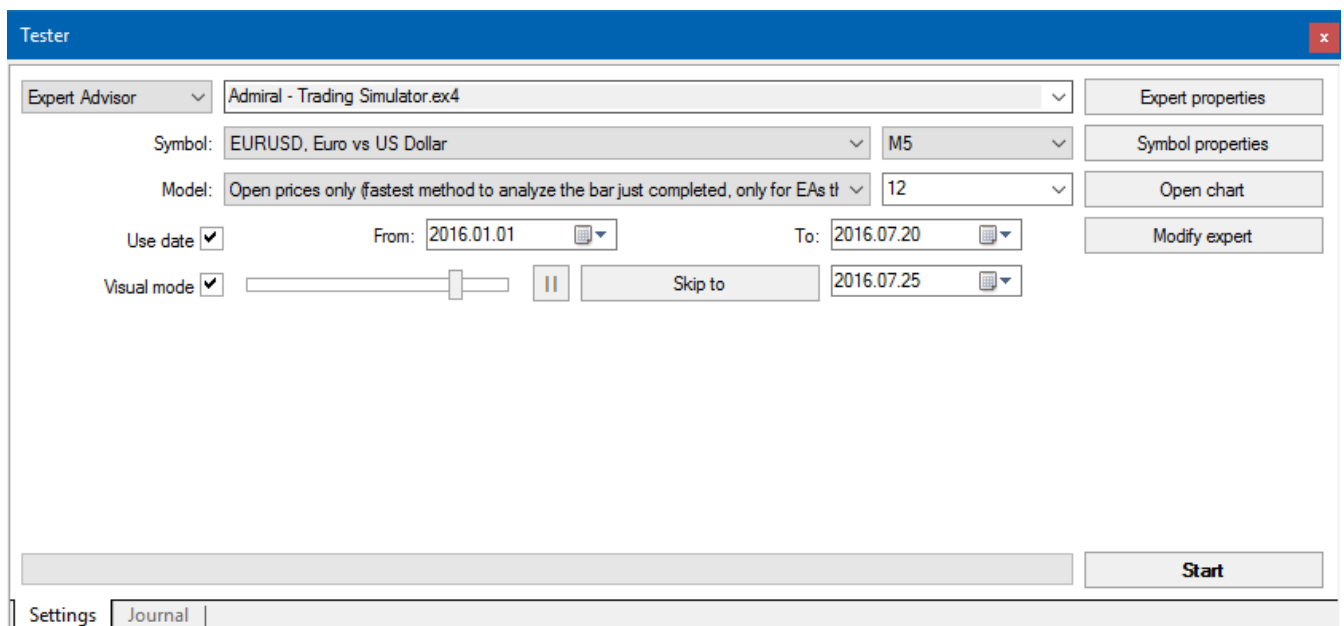 Tester
x
Expert Advisor Admiral - Trading Simulator.ex4 Expert properties
Symbol: EURUSD, Euro vs US Dollar M5 Symbol properties
Model: Open prices only (fastest method to analyze the bar just completed, only for EAs th 12 Open chart
Use date From: 2016.01.01 To: 2016.07.20 Modify expert
Visual mode Skip to 2016.07.25
Start
Settings Journal